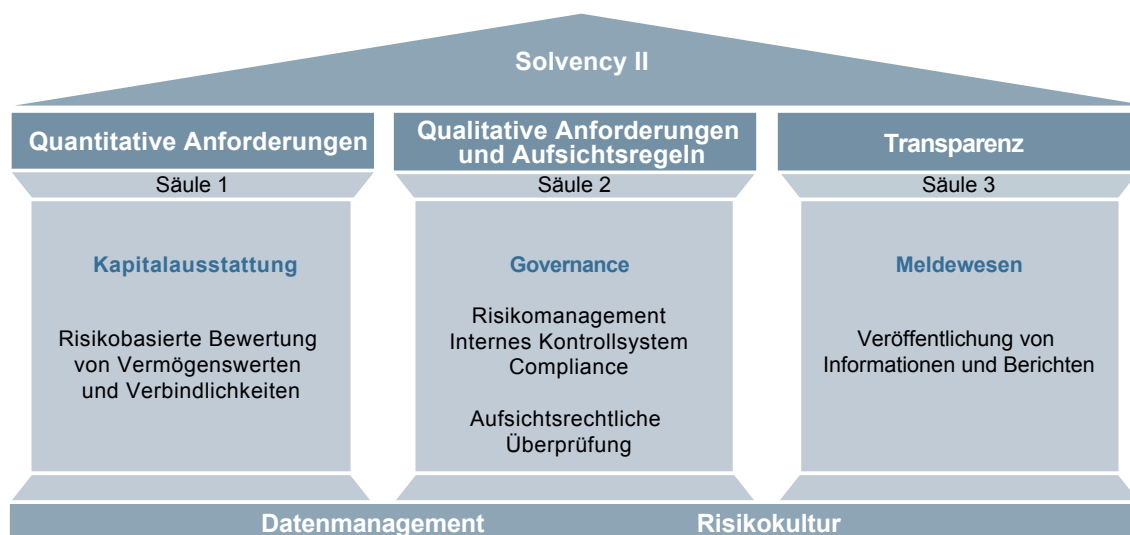 Solvency II
Quantitative Anforderungen
Säule 1
Kapitalausstattung
Risikobasierte Bewertung
von Vermögenswerten
und Verbindlichkeiten
Qualitative Anforderungen
und Aufsichtsregeln
Säule 2
Governance
Risikomanagement
Internes Kontrollsystem
Compliance
Aufsichtsrechtliche
Überprüfung
Transparenz
Säule 3
Meldewesen
Veröffentlichung von
Informationen und Berichten
Datenmanagement
Risikokultur